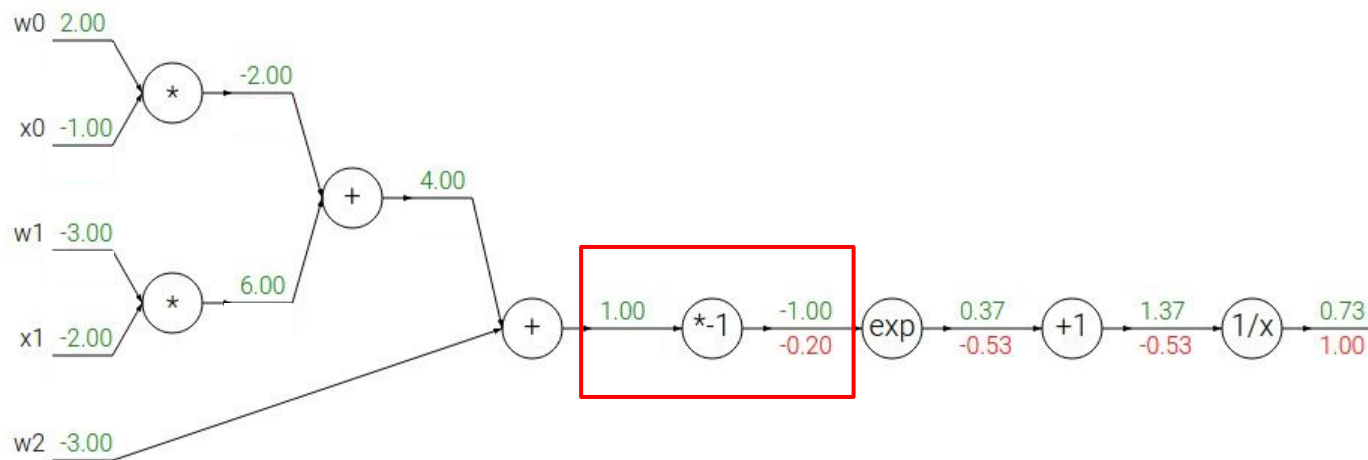 w0 2.00
-2.00
*
x0 -1.00
4.00
+
w1 -3.00
6.00
*
x1 -2.00
+ 1.00 *-1 -1.00 exp 0.37 +1 1.37 1/x 0.73
-0.20 -0.53 -0.53 1.00
w2 -3.00